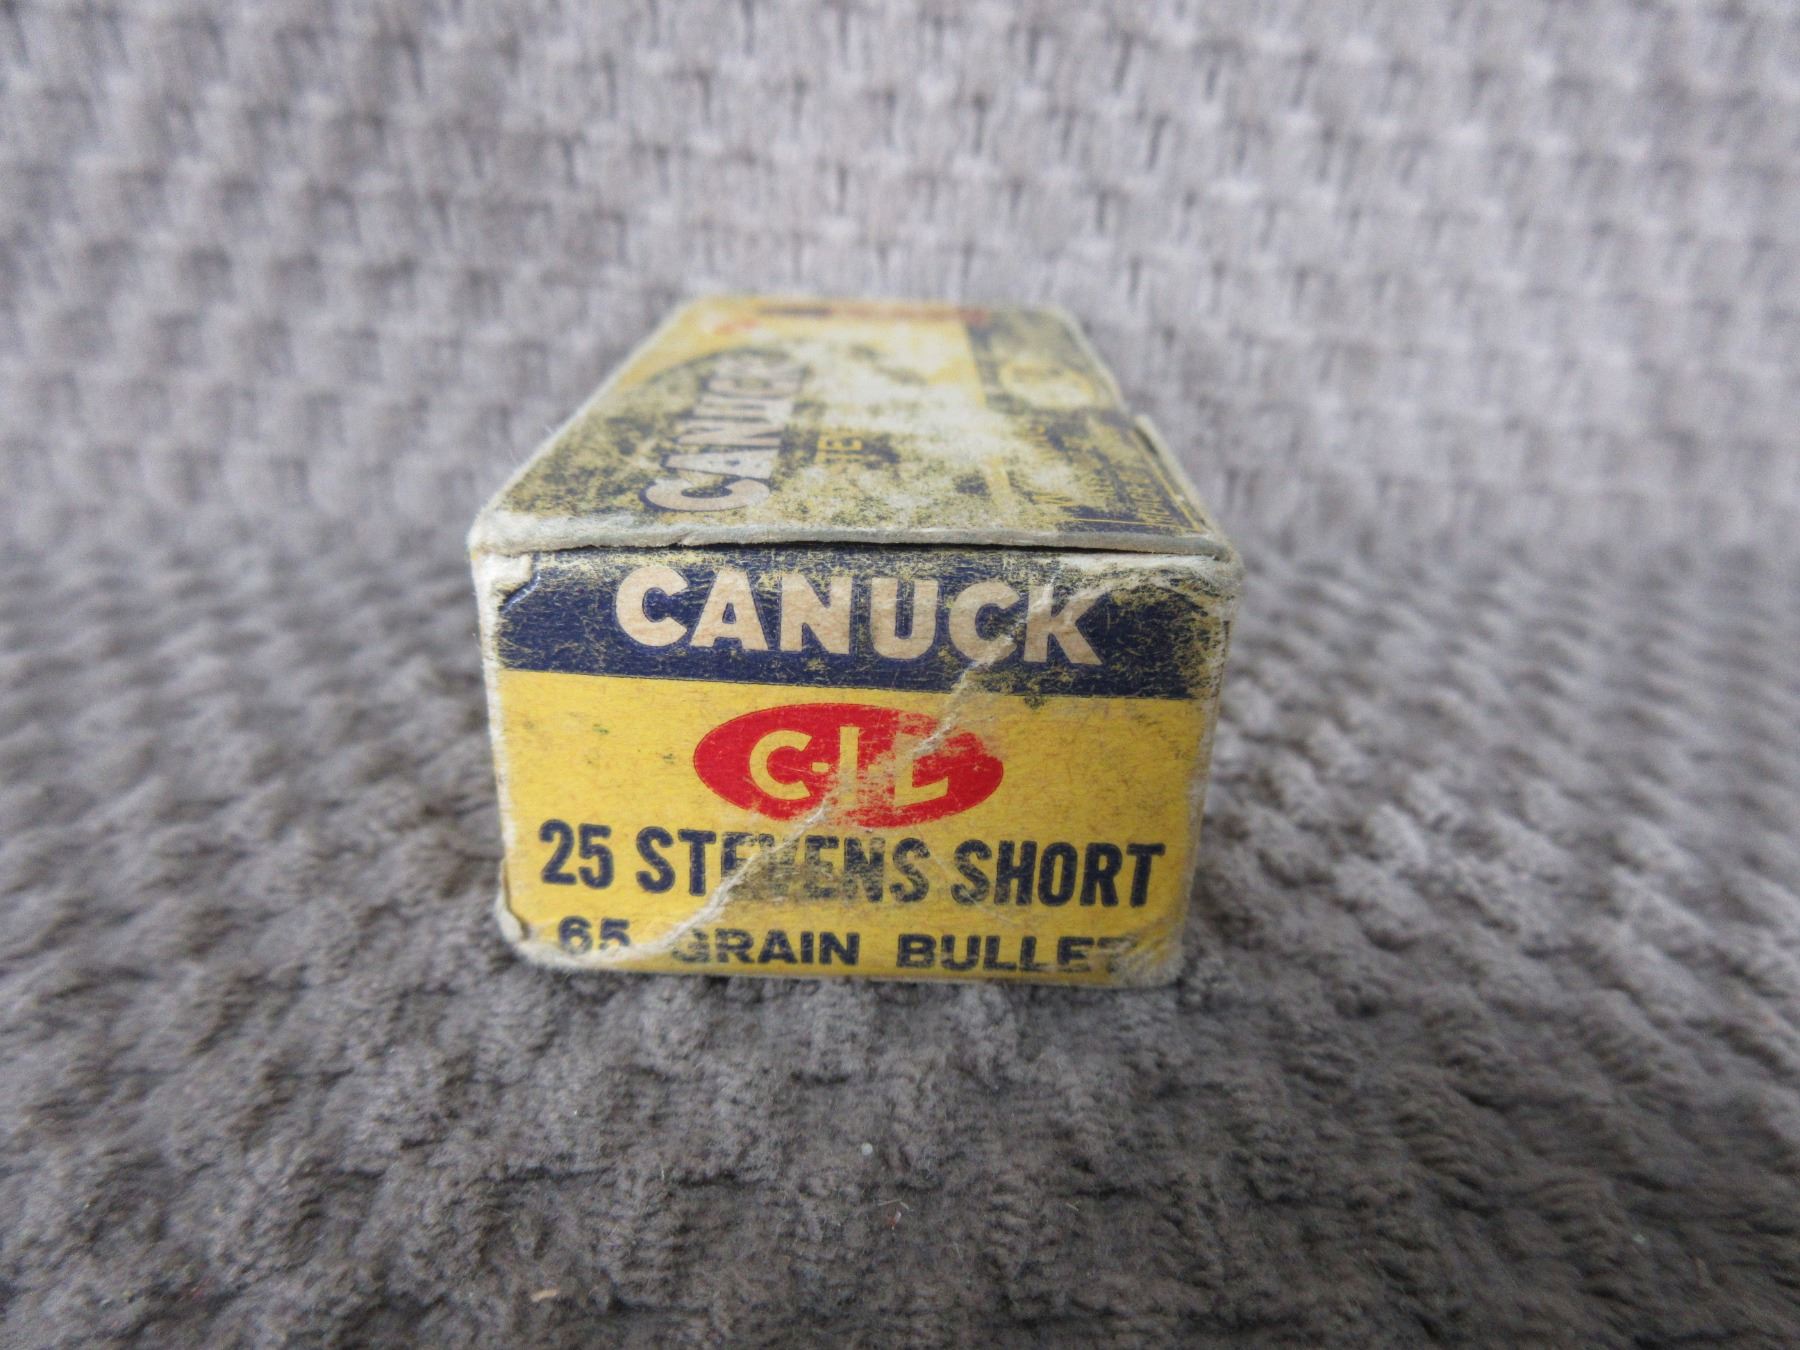 CANUCK
CANUCK
C-I-L
25 STEVENS SHORT
65 GRAIN BULLET